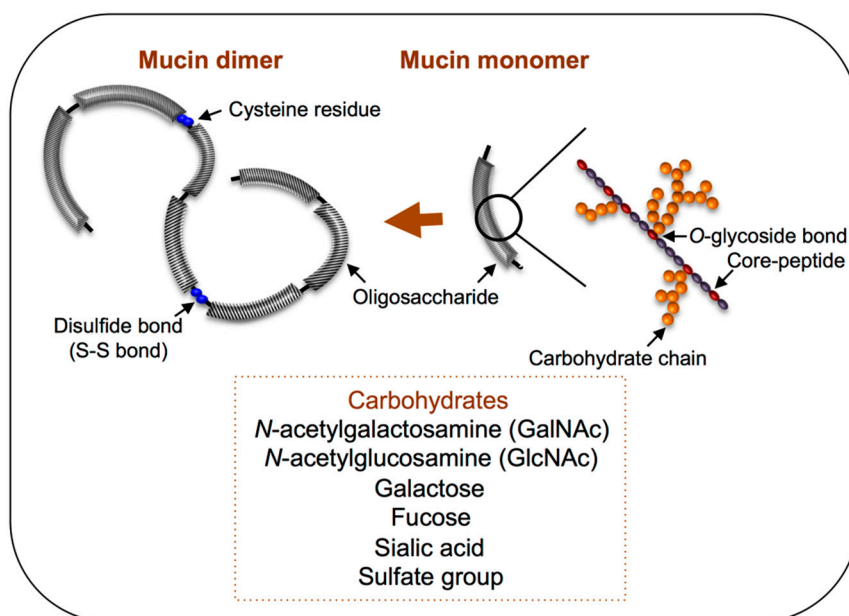 Mucin dimer
Mucin monomer
Cysteine residue
O-glycoside bond
Core-peptide
Oligosaccharide
Disulfide bond
(S-S bond)
Carbohydrate chain
Carbohydrates
N-acetylgalactosamine (GalNAc)
N-acetylglucosamine (GlcNAc)
Galactose
Fucose
Sialic acid
Sulfate group